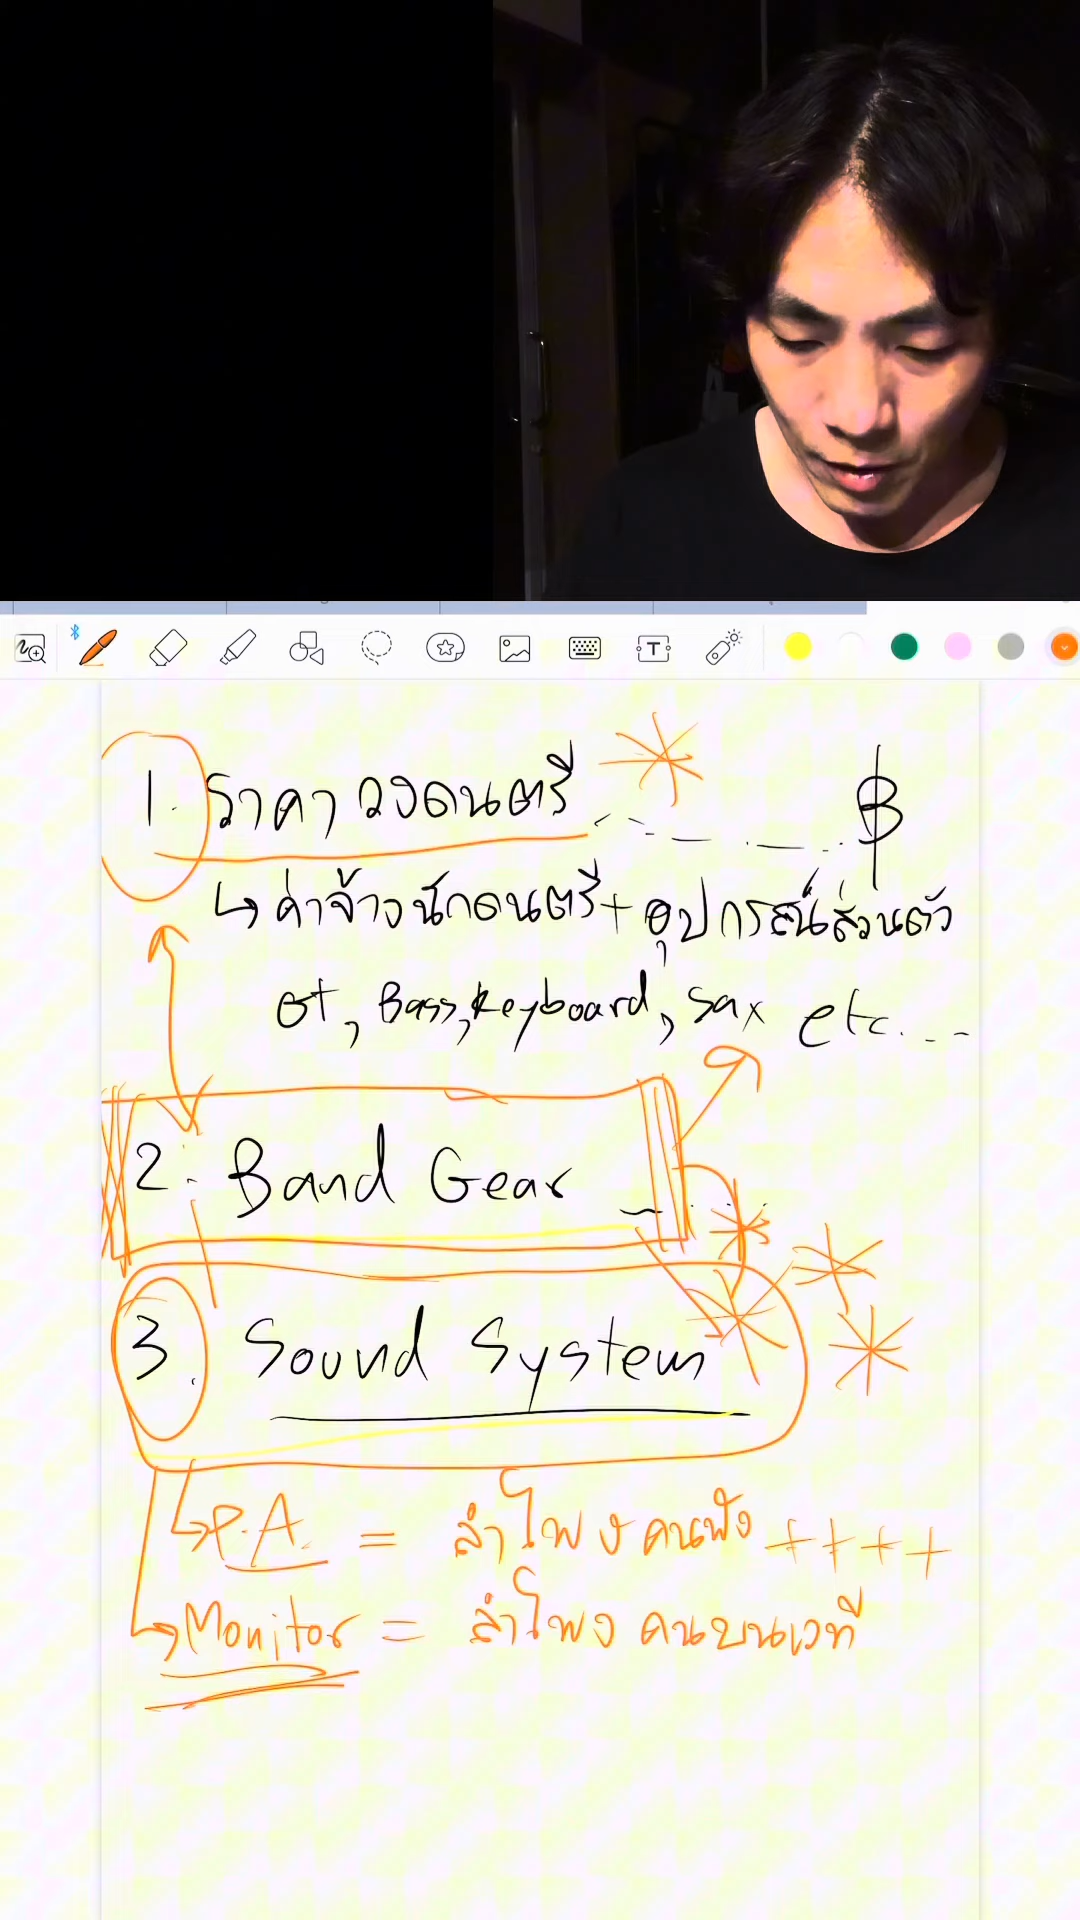 1. ราคาวงดนตรี ........ ฿
↳ ค่าจ้างนักดนตรี + อุปกรณ์ส่วนตัว
Gt, Bass, Keyboard, Sax etc...
2. Band Gear
3. Sound System
↳ P.A. = ลำโพงคนฟัง ++++
↳ Monitor = ลำโพงคนบนเวที